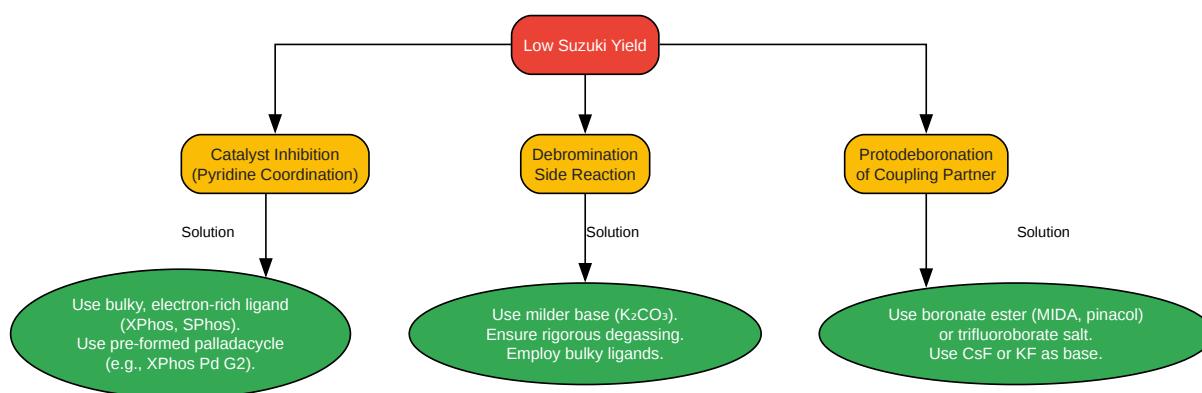 Low Suzuki Yield
Catalyst Inhibition
(Pyridine Coordination)
Debromination
Side Reaction
Protodeboronation
of Coupling Partner
Solution
Solution
Solution
Use bulky, electron-rich ligand
(XPhos, SPhos).
Use pre-formed palladacycle
(e.g., XPhos Pd G2).
Use milder base (K₂CO₃).
Ensure rigorous degassing.
Employ bulky ligands.
Use boronate ester (MIDA, pinacol)
or trifluoroborate salt.
Use CsF or KF as base.